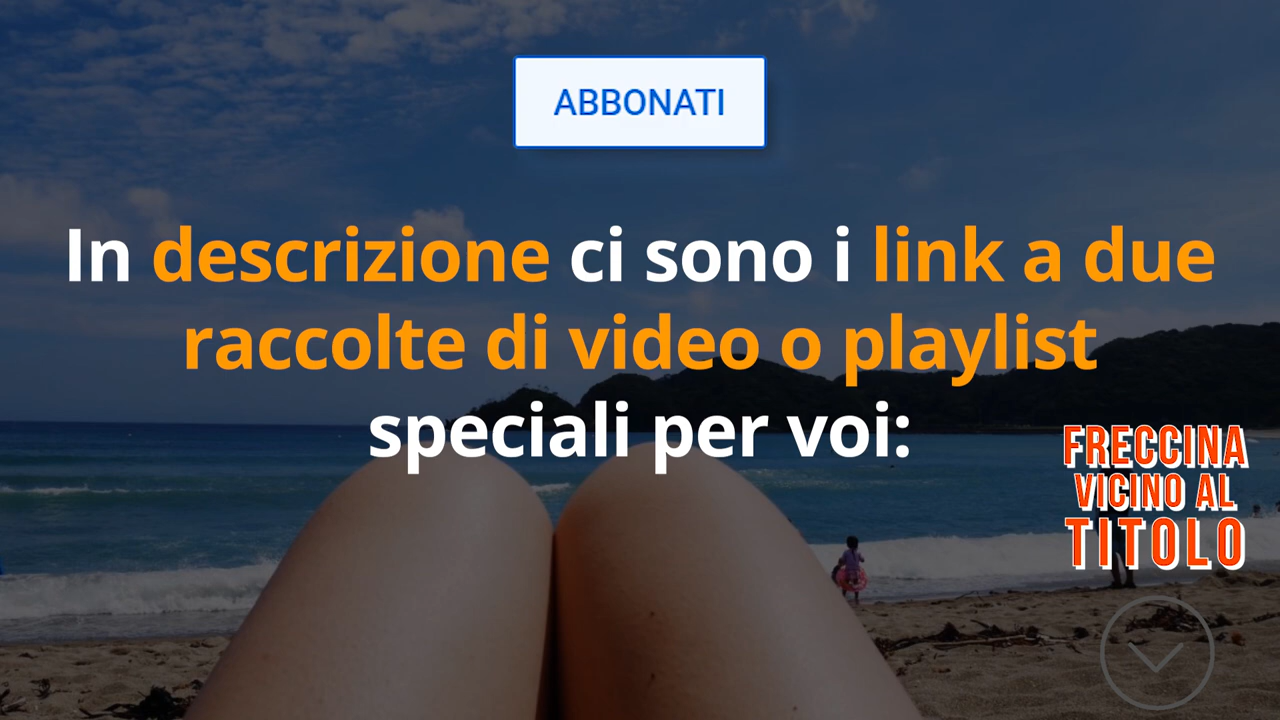 ABBONATI
In descrizione ci sono i link a due
raccolte di video o playlist
speciali per voi:
FRECCINA
VICINO AL
TITOLO